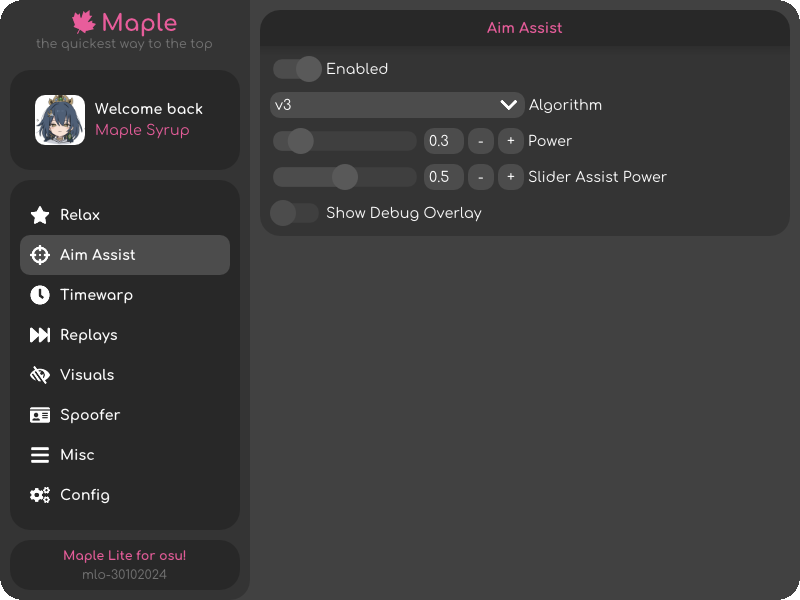 Maple
the quickest way to the top
Welcome back
Maple Syrup
Relax
Aim Assist
Timewarp
Replays
Visuals
Spoofer
Misc
Config
Maple Lite for osu!
mlo-30102024
Aim Assist
Enabled
v3 Algorithm
0.3 - + Power
0.5 - + Slider Assist Power
Show Debug Overlay